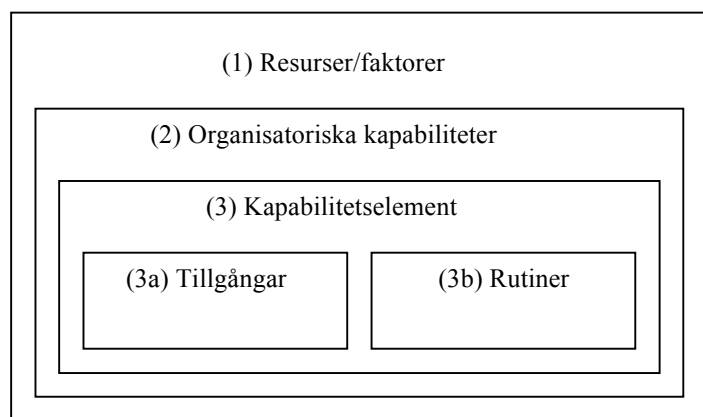 (1) Resurser/faktorer
(2) Organisatoriska kapabiliteter
(3) Kapabilitetselement
(3a) Tillgångar
(3b) Rutiner